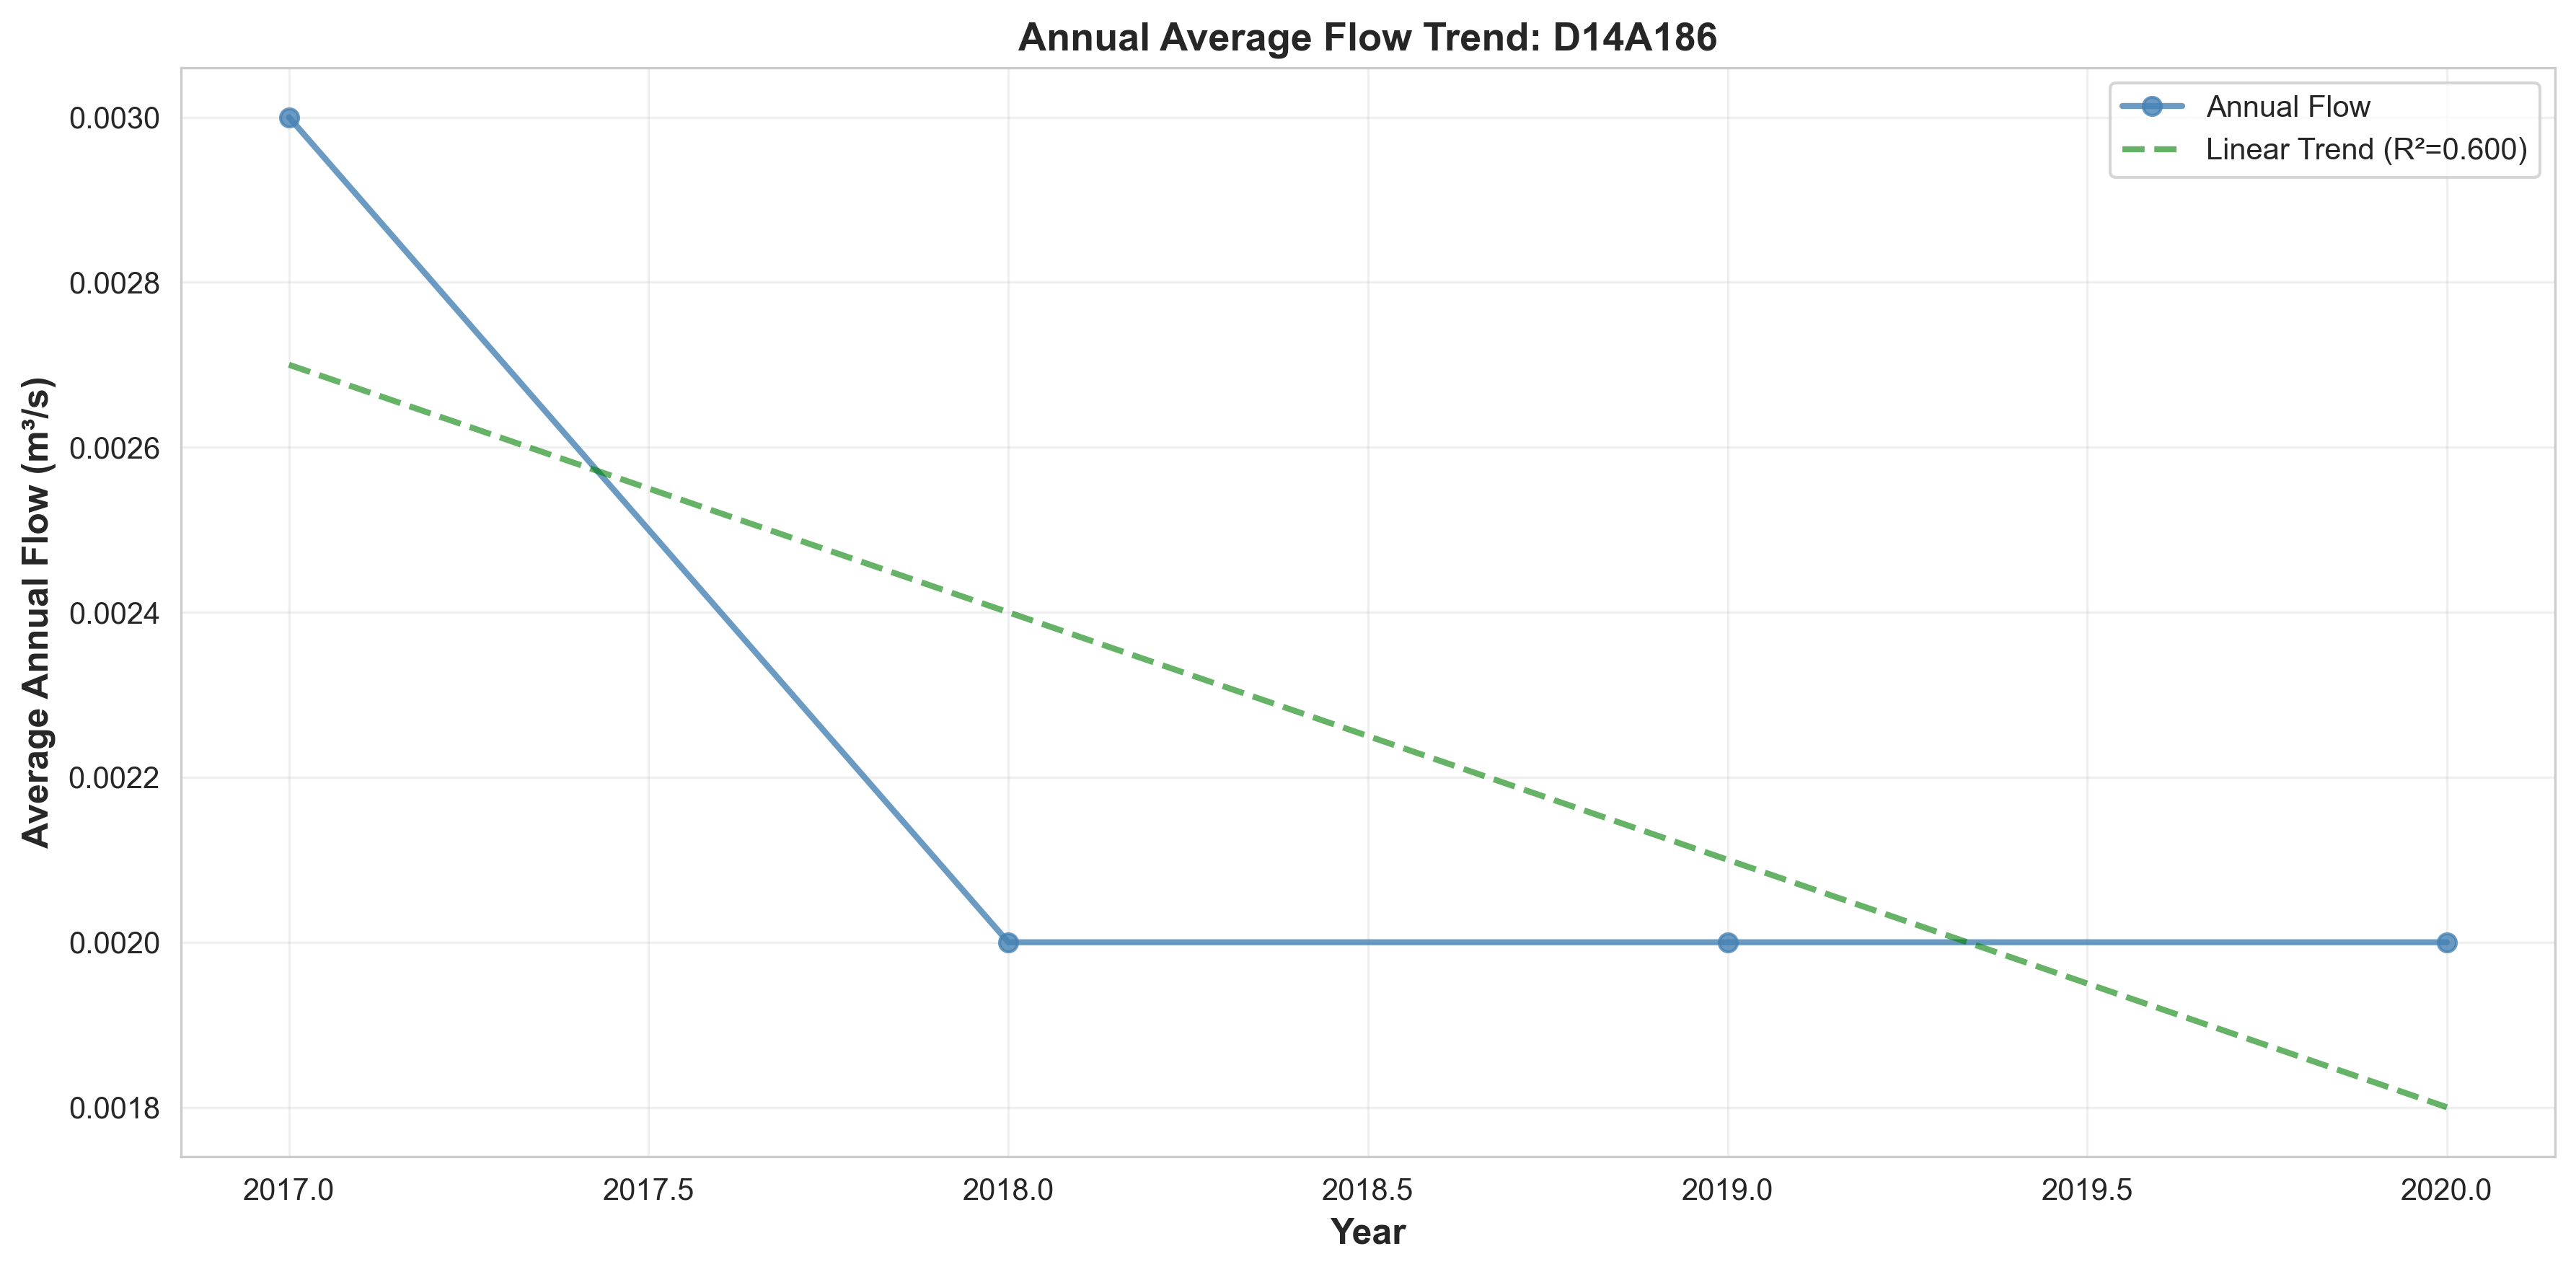 Annual Average Flow Trend: D14A186
Annual Flow
Linear Trend (R²=0.600)
Average Annual Flow (m³/s)
0.0030
0.0028
0.0026
0.0024
0.0022
0.0020
0.0018
2017.0
2017.5
2018.0
2018.5
2019.0
2019.5
2020.0
Year